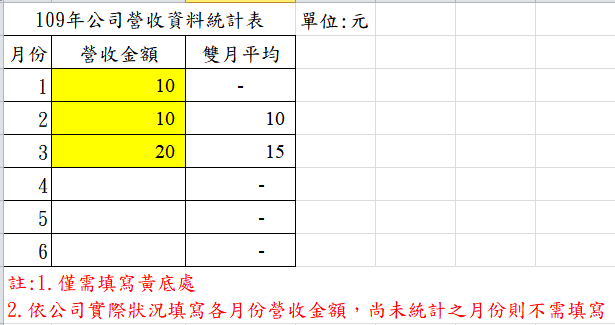 109年公司營收資料統計表 單位:元
月份 營收金額 雙月平均
1 10 -
2 10 10
3 20 15
4 -
5 -
6 -
註:1.僅需填寫黃底處
2.依公司實際狀況填寫各月份營收金額，尚未統計之月份則不需填寫